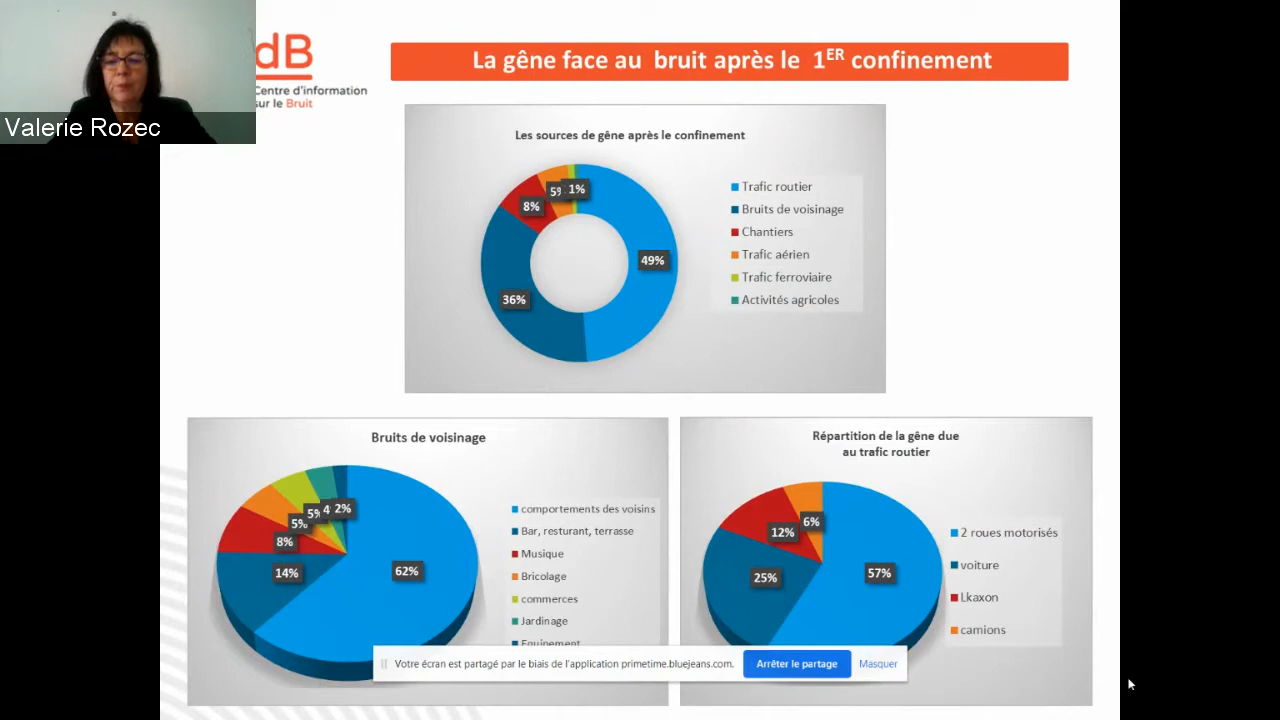 Valerie Rozec
dB
Centre d'information
sur le Bruit
La gêne face au bruit après le 1ER confinement
Les sources de gêne après le confinement
49%
36%
8%
5%
1%
Trafic routier
Bruits de voisinage
Chantiers
Trafic aérien
Trafic ferroviaire
Activités agricoles
Bruits de voisinage
62%
14%
8%
5%
5%
4
2%
comportements des voisins
Bar, resturant, terrasse
Musique
Bricolage
commerces
Jardinage
Equipement
Répartition de la gêne due
au trafic routier
57%
25%
12%
6%
2 roues motorisés
voiture
Lkaxon
camions
Votre écran est partagé par le biais de l'application primetime.bluejeans.com.
Arrêter le partage
Masquer